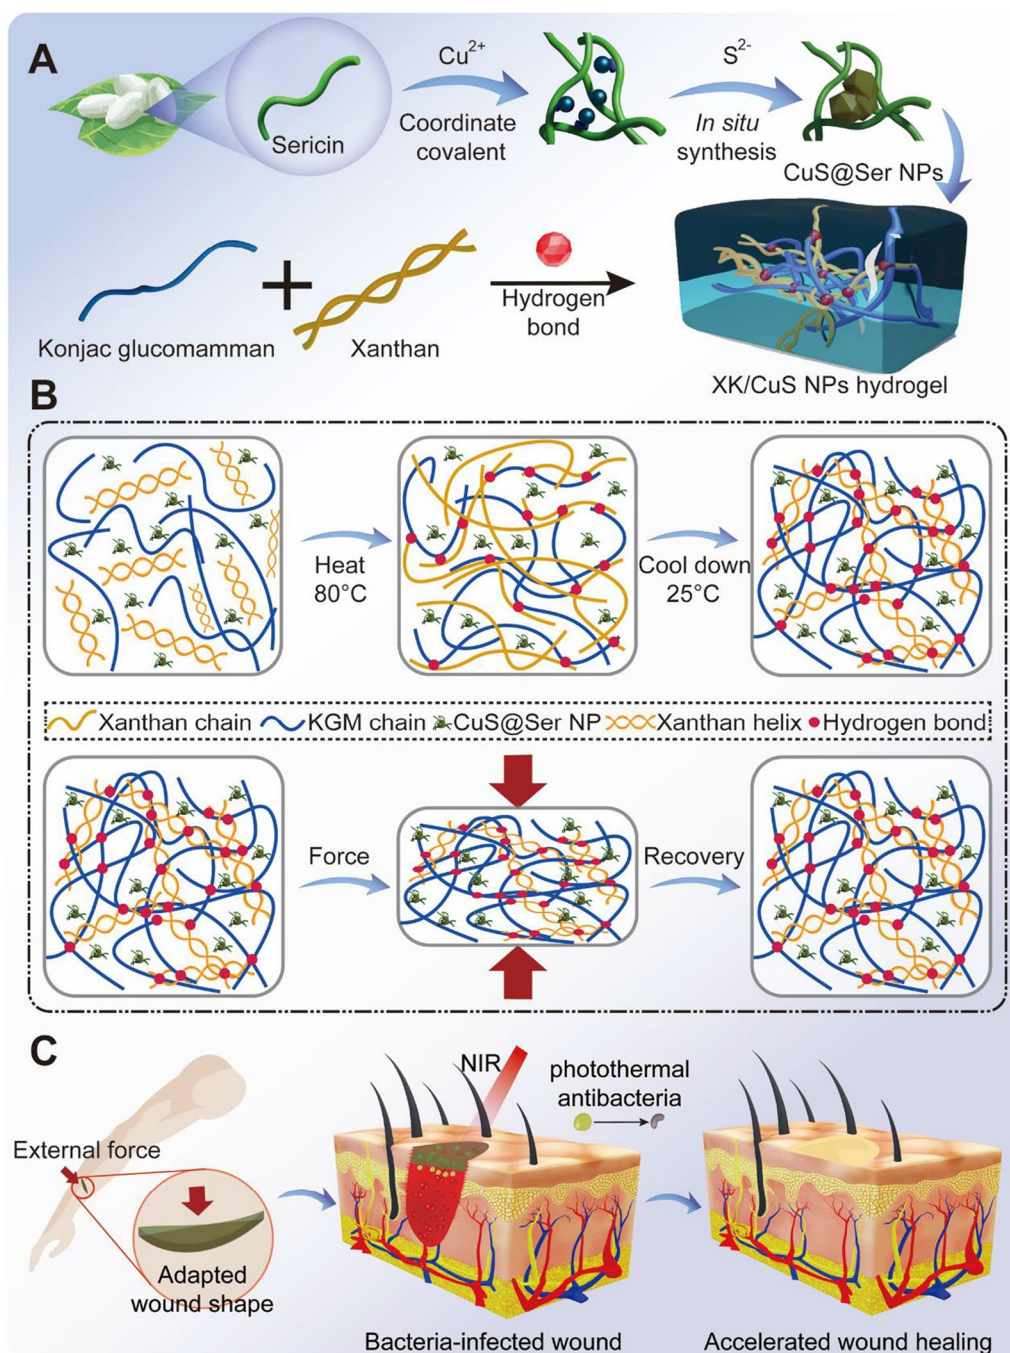 A
Sericin
Cu2+
Coordinate
covalent
S2-
In situ
synthesis
CuS@Ser NPs
Konjac glucomamman
+
Xanthan
Hydrogen
bond
XK/CuS NPs hydrogel
B
Heat
80°C
Cool down
25°C
Xanthan chain
KGM chain
CuS@Ser NP
Xanthan helix
Hydrogen bond
Force
Recovery
C
External force
Adapted
wound shape
NIR
photothermal
antibacteria
Bacteria-infected wound
Accelerated wound healing